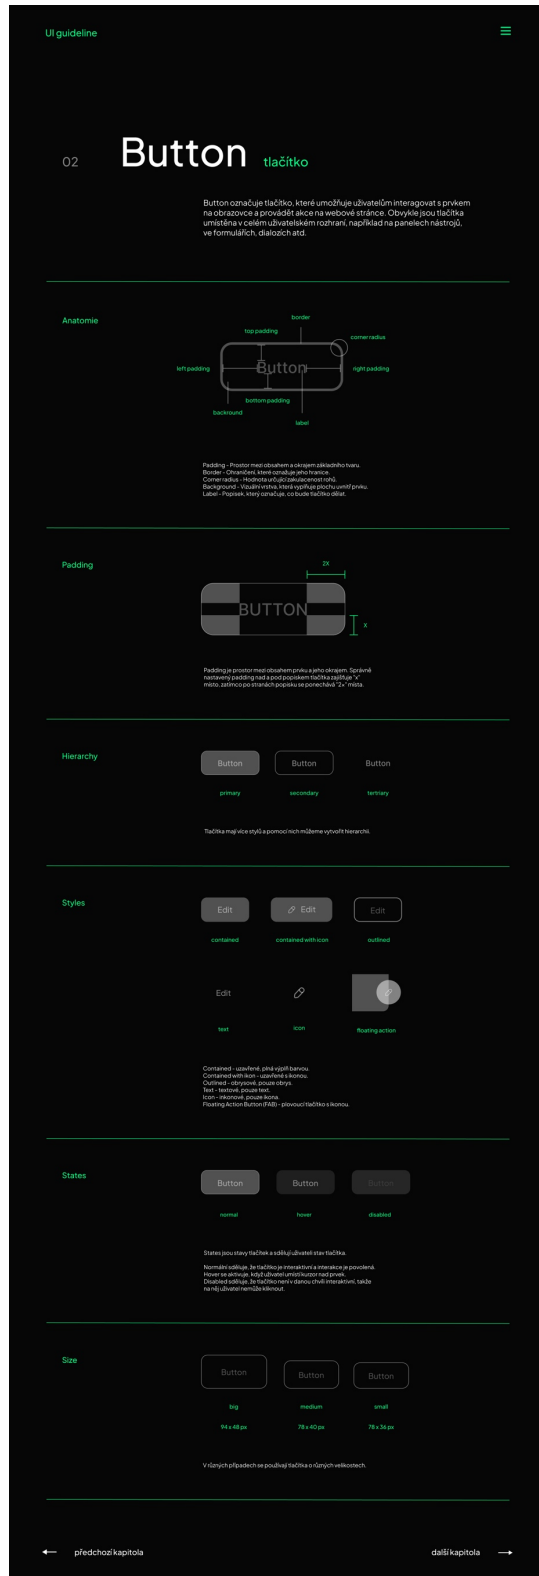 UI guideline
02
Button
tlačítko
Button označuje tlačítko, které umožňuje uživatelům interagovat s prvkem
na obrazovce a provádět akce na webové stránce. Obvykle jsou tlačítka
umístěna v celém uživatelském rozhraní, například na panelech nástrojů,
ve formulářích, dialozích atd.
Anatomie
border
top padding
corner radius
left padding
Button
right padding
bottom padding
backround
label
Padding - Prostor mezi obsahem a okrajem základního tvaru.
Border - Ohraničení, které označuje jeho hranice.
Corner radius - Hodnota určující zakulacenost rohů.
Background - Vizuální vrstva, která vyplňuje plochu uvnitř prvku.
Label - Popisek, který označuje, co bude tlačítko dělat.
Padding
2X
BUTTON
X
Padding je prostor mezi obsahem prvku a jeho okrajem. Správně
nastavený padding nad a pod popiskem tlačítka zajišťuje "x"
místo, zatímco po stranách popisku se ponechává "2×" místa.
Hierarchy
Button
Button
Button
primary
secondary
tertriary
Tlačítka mají více stylů a pomocí nich můžeme vytvořit hierarchii.
Styles
Edit
Edit
Edit
contained
contained with icon
outlined
Edit
text
icon
floating action
Contained - uzavřené, plná výplň barvou.
Contained with ikon - uzavřené s ikonou.
Outlined - obrysové, pouze obrys.
Text - textové, pouze text.
Icon - inkonové, pouze ikona.
Floating Action Button (FAB) - plovoucí tlačítko s ikonou.
States
Button
Button
Button
normal
hover
disabled
States jsou stavy tlačítek a sdělují uživateli stav tlačítka.
Normální sděluje, že tlačítko je interaktivní a interakce je povolená.
Hover se aktivuje, když uživatel umístí kurzor nad prvek.
Disabled sděluje, že tlačítko není v danou chvíli interaktivní, takže
na něj uživatel nemůže kliknout.
Size
Button
Button
Button
big
medium
small
94 x 48 px
78 x 40 px
78 x 36 px
V různých případech se používají tlačítka o různých velikostech.
předchozí kapitola
další kapitola